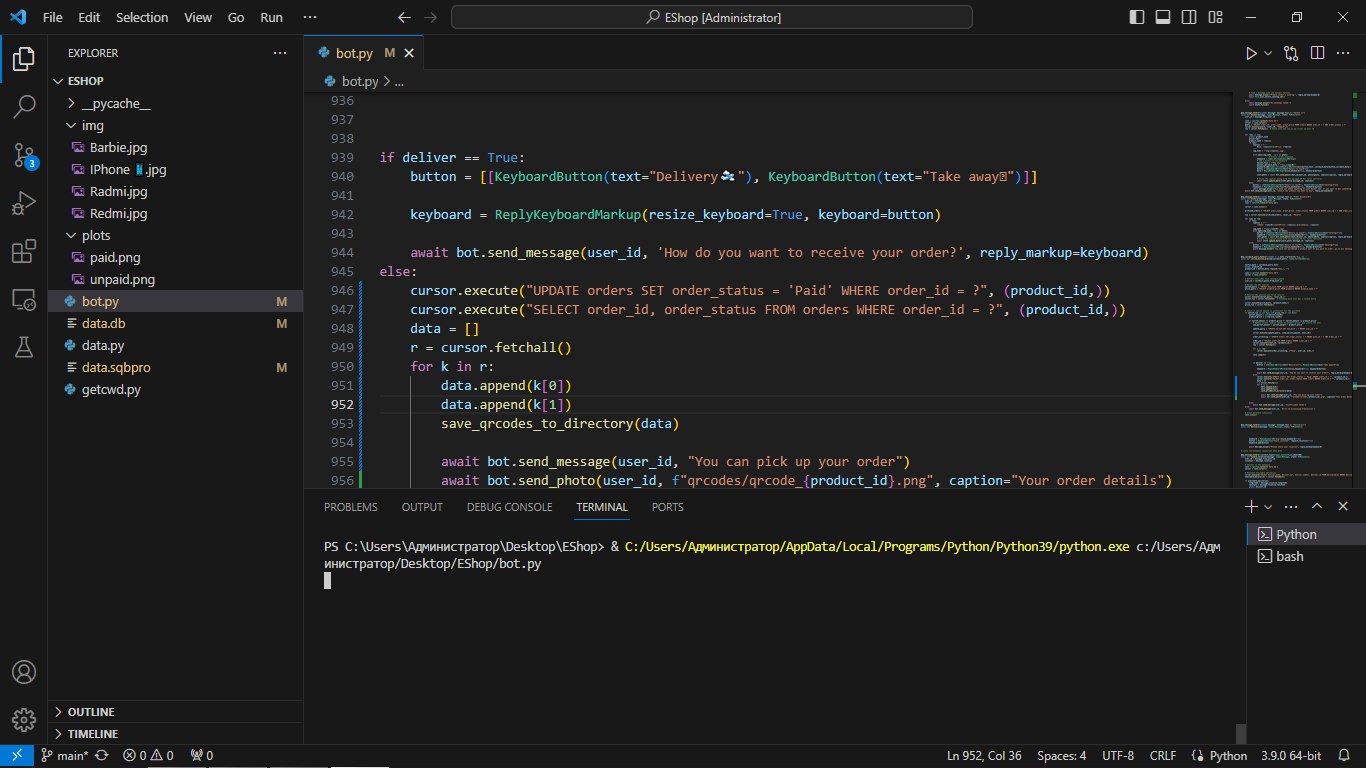 File Edit Selection View Go Run ··· EShop [Administrator]
EXPLORER
ESHOP
__pycache__
img
Barbie.jpg
IPhone 📱.jpg
Radmi.jpg
Redmi.jpg
plots
paid.png
unpaid.png
bot.py M
data.db M
data.py
data.sqbpro M
getcwd.py
OUTLINE
TIMELINE
bot.py M
bot.py > ...
936
937
938
939 if deliver == True:
940 button = [[KeyboardButton(text="Delivery🛩"), KeyboardButton(text="Take away")]]
941
942 keyboard = ReplyKeyboardMarkup(resize_keyboard=True, keyboard=button)
943
944 await bot.send_message(user_id, 'How do you want to receive your order?', reply_markup=keyboard)
945 else:
946 cursor.execute("UPDATE orders SET order_status = 'Paid' WHERE order_id = ?", (product_id,))
947 cursor.execute("SELECT order_id, order_status FROM orders WHERE order_id = ?", (product_id,))
948 data = []
949 r = cursor.fetchall()
950 for k in r:
951 data.append(k[0])
952 data.append(k[1])
953 save_qrcodes_to_directory(data)
954
955 await bot.send_message(user_id, "You can pick up your order")
956 await bot.send_photo(user_id, f"qrcodes/qrcode_{product_id}.png", caption="Your order details")
PROBLEMS OUTPUT DEBUG CONSOLE TERMINAL PORTS
PS C:\Users\Администратор\Desktop\EShop> & C:/Users/Администратор/AppData/Local/Programs/Python/Python39/python.exe c:/Users/Адм
инистратор/Desktop/EShop/bot.py
Python
bash
3
main* 0 0 0 Ln 952, Col 36 Spaces: 4 UTF-8 CRLF Python 3.9.0 64-bit